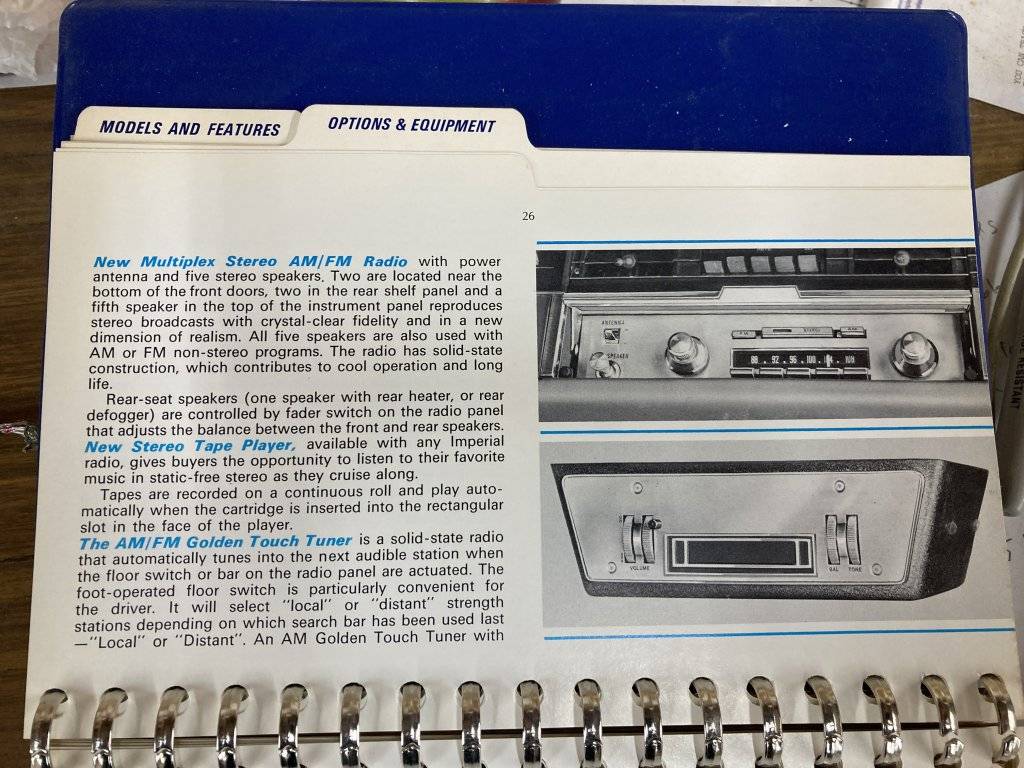 MODELS AND FEATURES
OPTIONS & EQUIPMENT
26
New Multiplex Stereo AM/FM Radio with power
antenna and five stereo speakers. Two are located near the
bottom of the front doors, two in the rear shelf panel and a
fifth speaker in the top of the instrument panel reproduces
stereo broadcasts with crystal-clear fidelity and in a new
dimension of realism. All five speakers are also used with
AM or FM non-stereo programs. The radio has solid-state
construction, which contributes to cool operation and long
life.
Rear-seat speakers (one speaker with rear heater, or rear
defogger) are controlled by fader switch on the radio panel
that adjusts the balance between the front and rear speakers.
New Stereo Tape Player, available with any Imperial
radio, gives buyers the opportunity to listen to their favorite
music in static-free stereo as they cruise along.
Tapes are recorded on a continuous roll and play auto-
matically when the cartridge is inserted into the rectangular
slot in the face of the player.
The AM/FM Golden Touch Tuner is a solid-state radio
that automatically tunes into the next audible station when
the floor switch or bar on the radio panel are actuated. The
foot-operated floor switch is particularly convenient for
the driver. It will select "local" or "distant" strength
stations depending on which search bar has been used last
—"Local" or "Distant". An AM Golden Touch Tuner with
ANTENNA
SPEAKER
FM STEREO AM
88 . 92 . 96 . 100 . 104 . 108
VOLUME
BAL TONE
RESISTANT